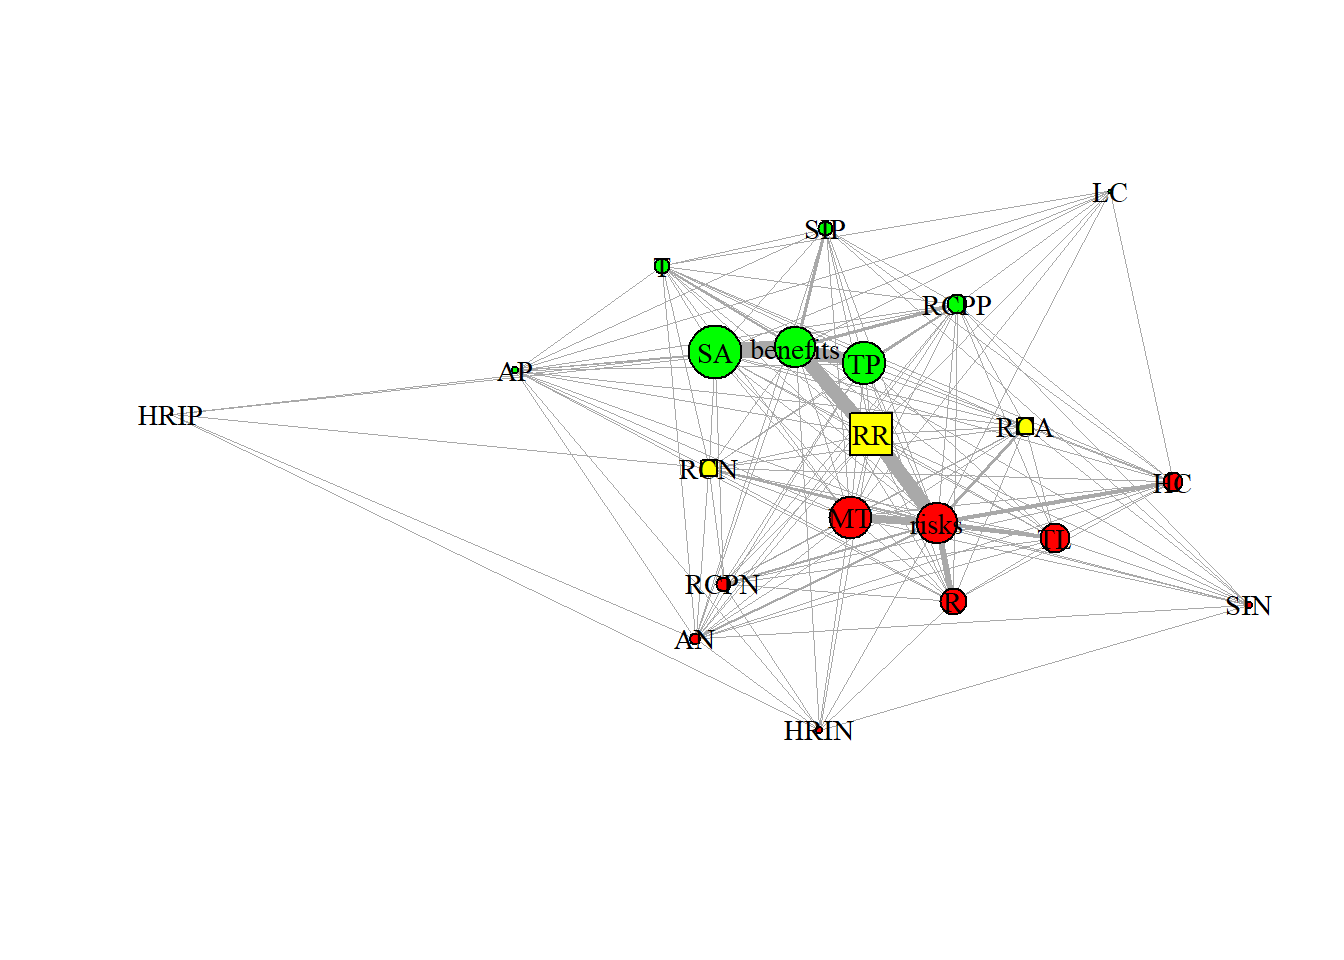 LC
SIP
T
RCPP
SA
benefits
TP
AP
HRIP
RR
RCA
RCN
HC
MT
risks
TL
RCPN
R
SIN
AN
HRIN